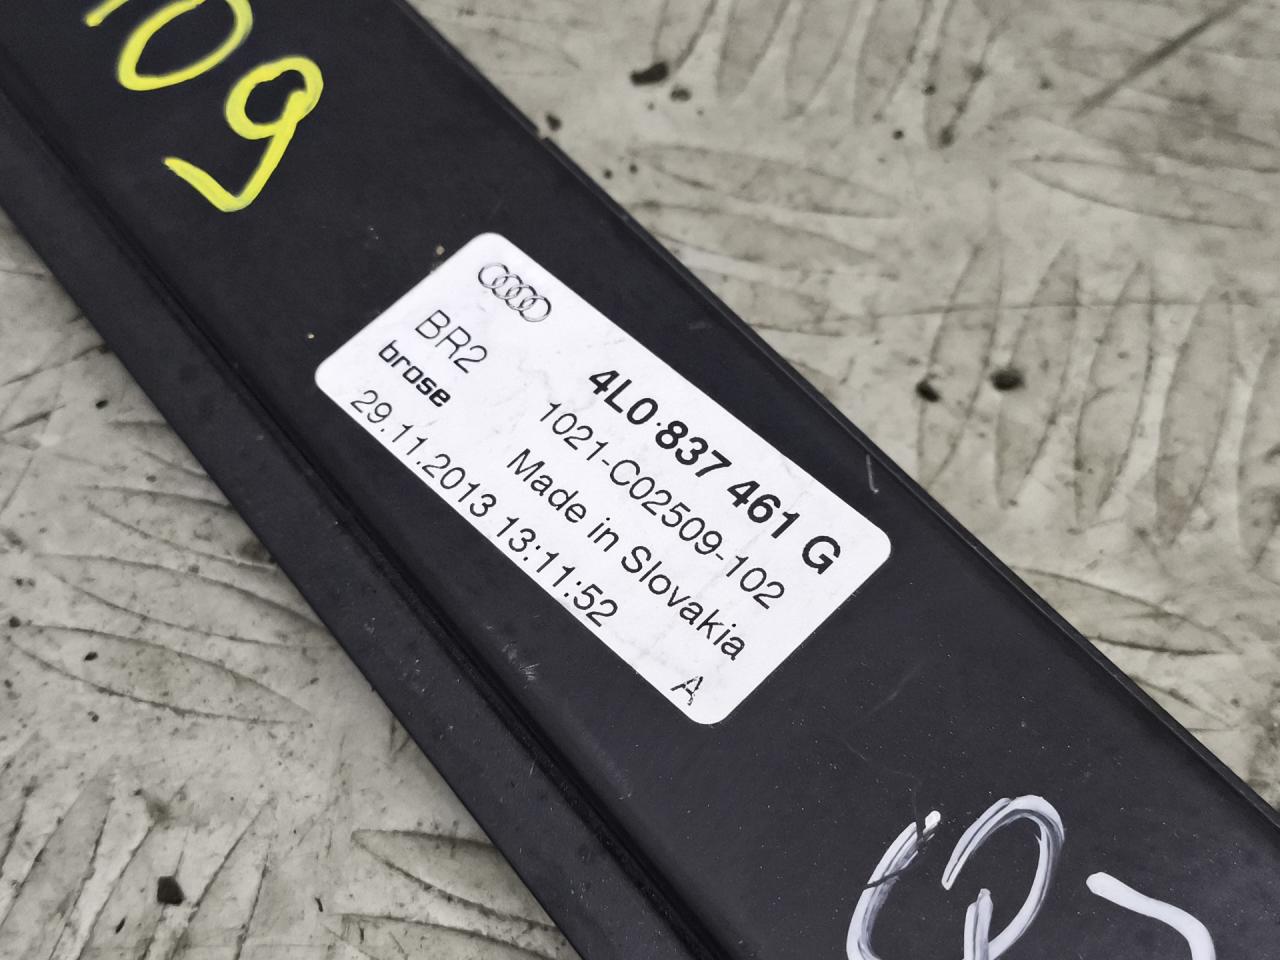 109
BR2
4L0 837 461 G
brose
1021-C02509-102
Made in Slovakia
29.11.2013 13:11:52
A